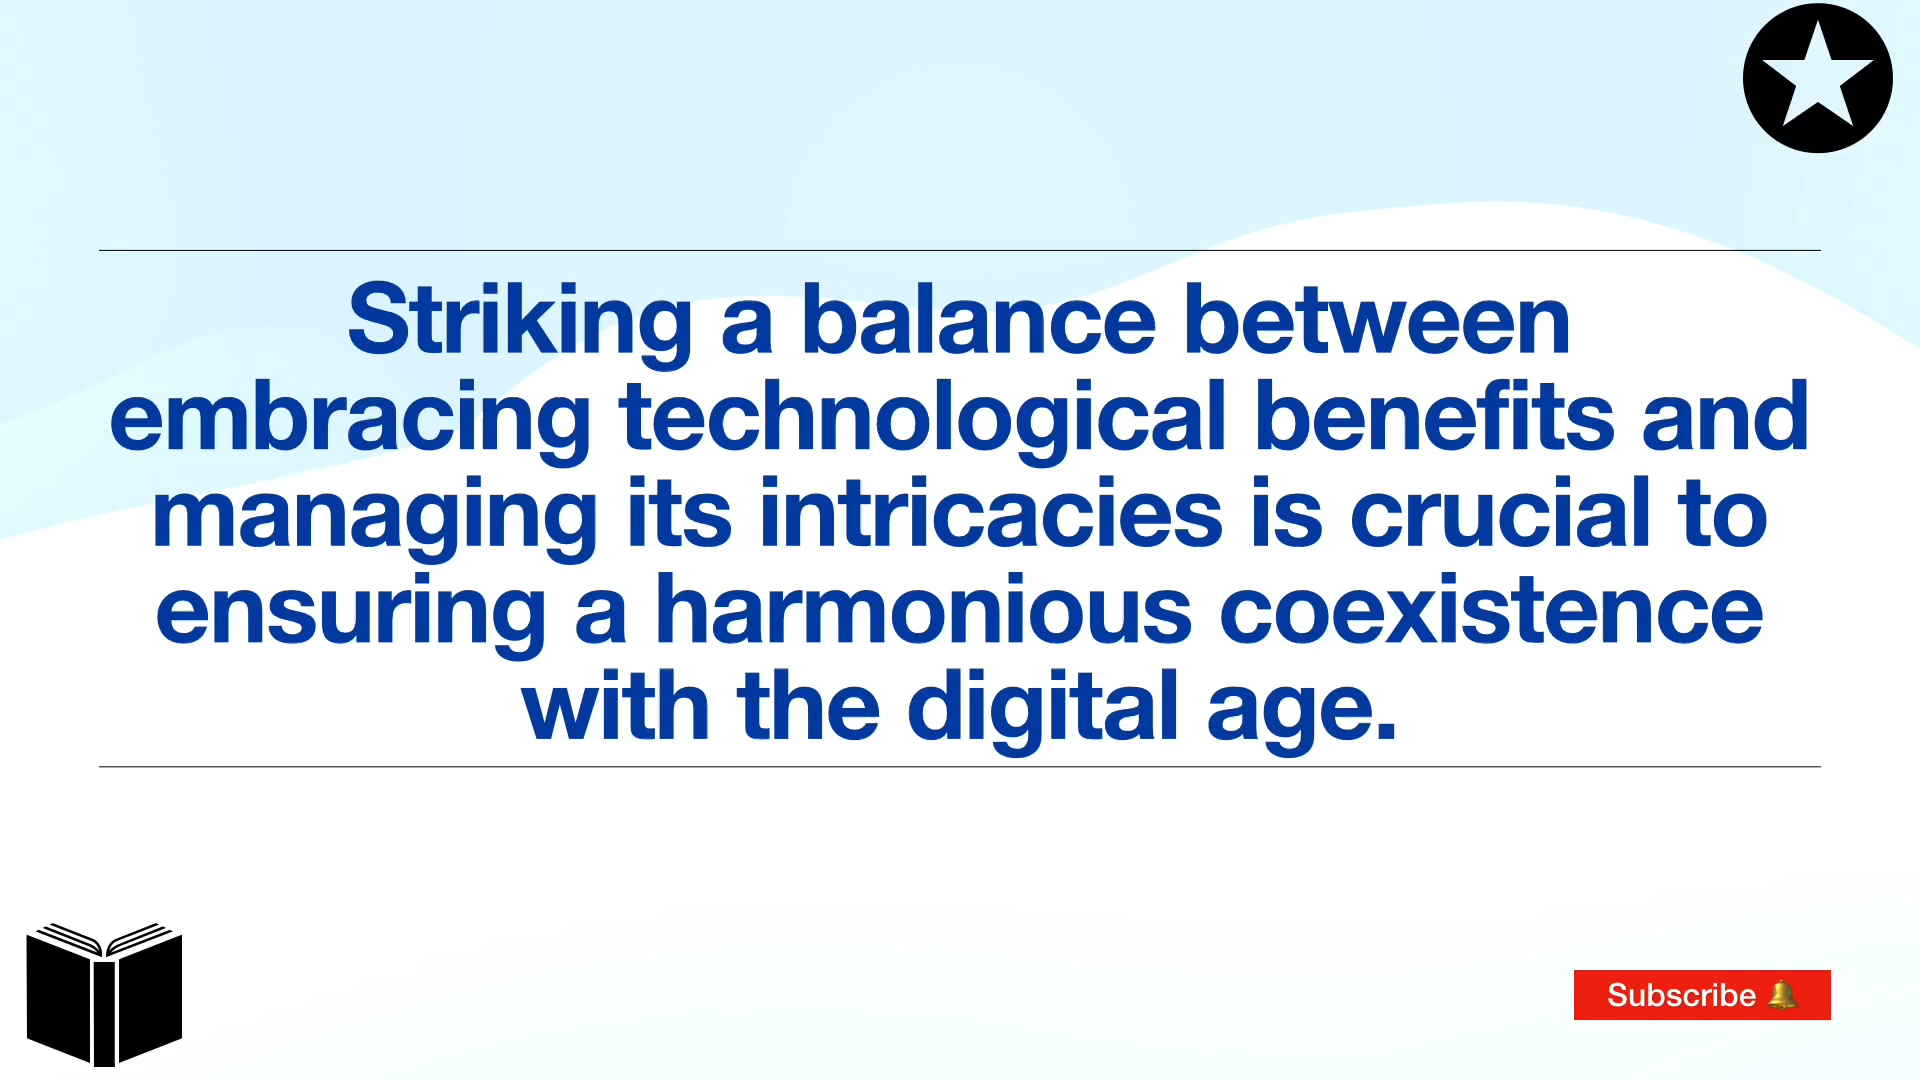 Striking a balance between
embracing technological benefits and
managing its intricacies is crucial to
ensuring a harmonious coexistence
with the digital age.
Subscribe 🔔